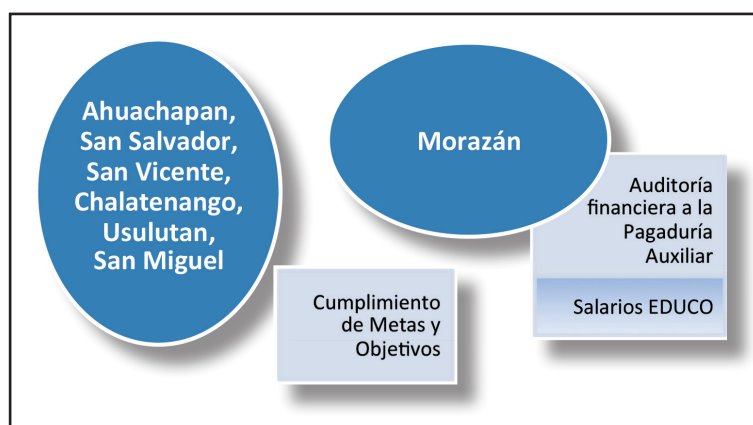 Ahuachapan,
San Salvador,
San Vicente,
Chalatenango,
Usulutan,
San Miguel
Cumplimiento
de Metas y
Objetivos
Morazán
Auditoría
financiera a la
Pagaduría
Auxiliar
Salarios EDUCO